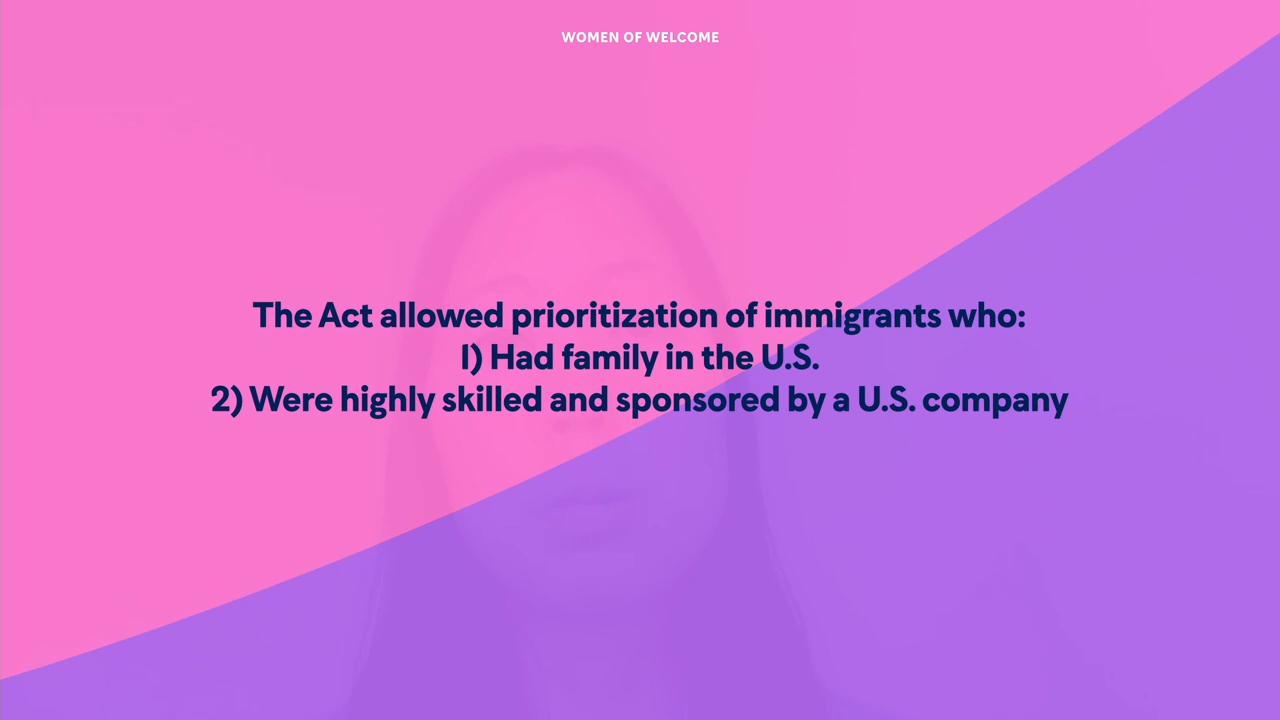 WOMEN OF WELCOME
The Act allowed prioritization of immigrants who:
1) Had family in the U.S.
2) Were highly skilled and sponsored by a U.S. company